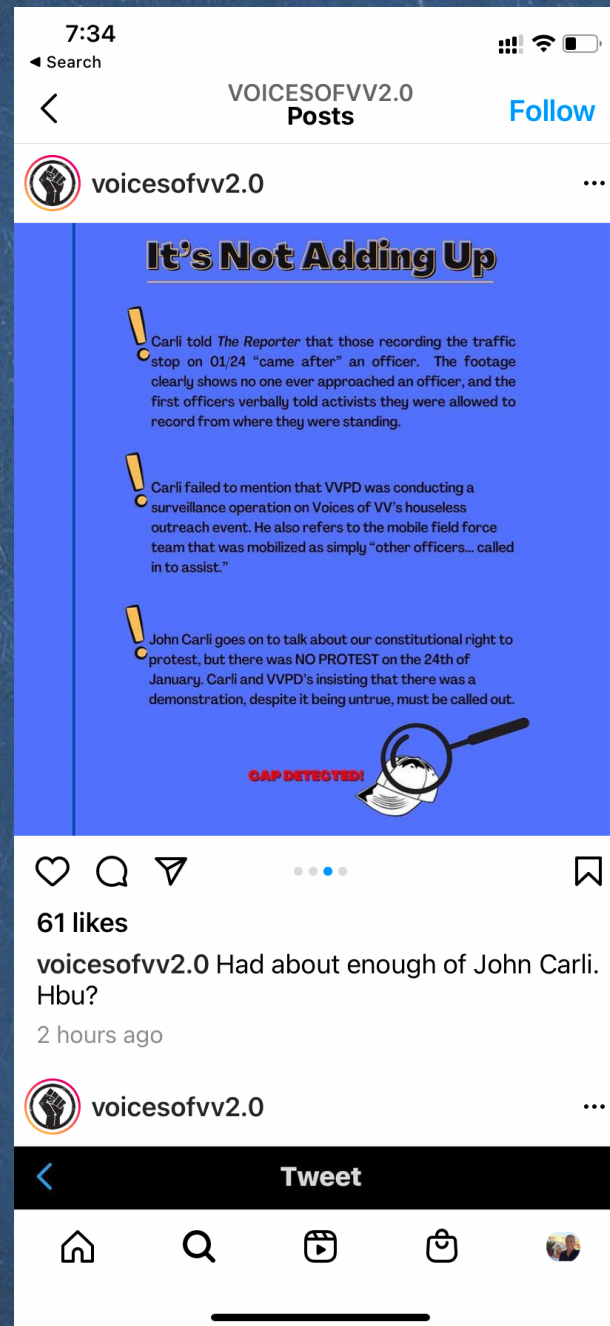 7:34
◄ Search
VOICESOFVV2.0
Posts
Follow
voicesofvv2.0
It's Not Adding Up
Carli told The Reporter that those recording the traffic
stop on 01/24 "came after" an officer. The footage
clearly shows no one ever approached an officer, and the
first officers verbally told activists they were allowed to
record from where they were standing.
Carli failed to mention that VVPD was conducting a
surveillance operation on Voices of VV's houseless
outreach event. He also refers to the mobile field force
team that was mobilized as simply "other officers... called
in to assist."
John Carli goes on to talk about our constitutional right to
protest, but there was NO PROTEST on the 24th of
January. Carli and VVPD's insisting that there was a
demonstration, despite it being untrue, must be called out.
CAP DETECTED!
61 likes
voicesofvv2.0 Had about enough of John Carli.
Hbu?
2 hours ago
voicesofvv2.0
Tweet